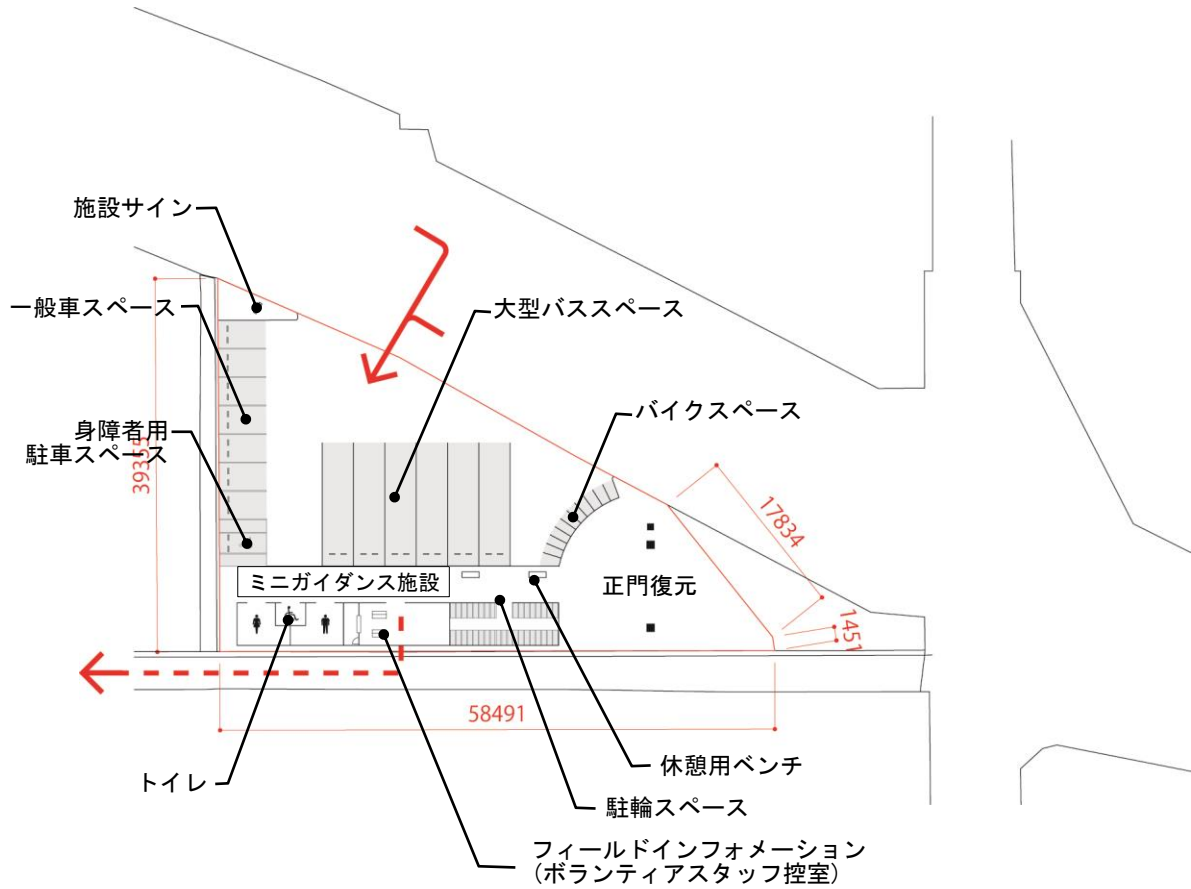 施設サイン
一般車スペース
大型バススペース
バイクスペース
身障者用
駐車スペース
39355
17834
ミニガイダンス施設
正門復元
1451
58491
トイレ
休憩用ベンチ
駐輪スペース
フィールドインフォメーション
(ボランティアスタッフ控室)